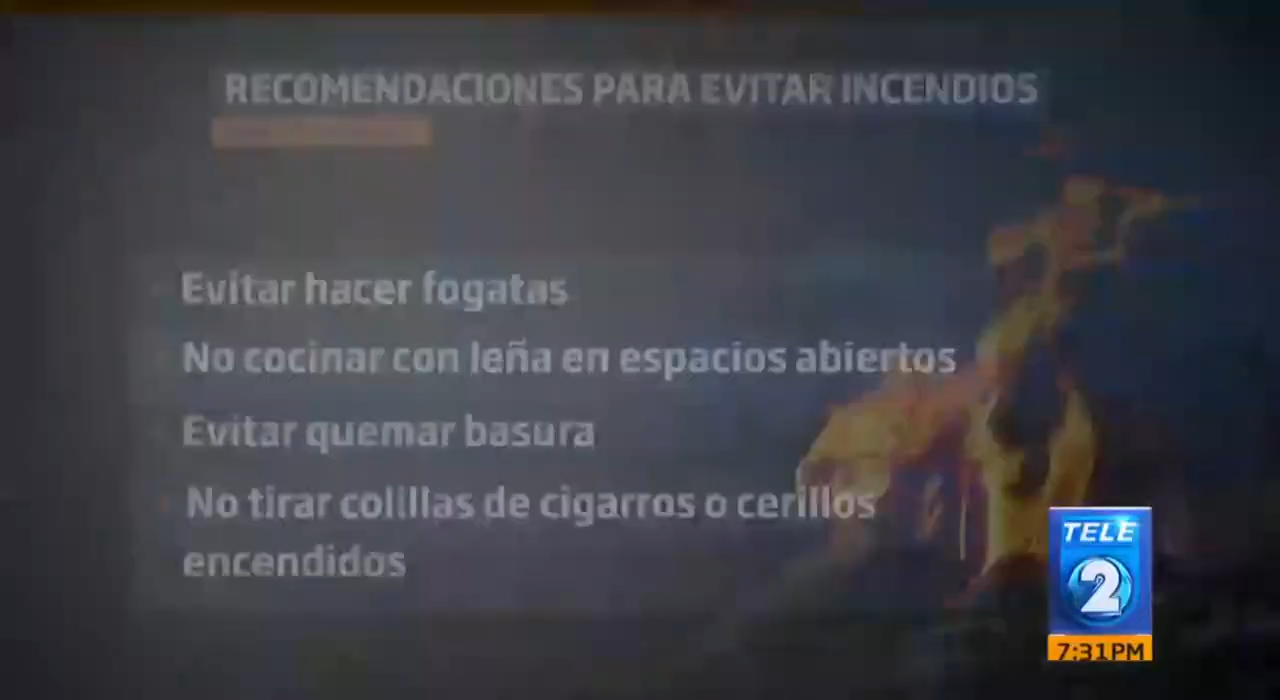 RECOMENDACIONES PARA EVITAR INCENDIOS
Evitar hacer fogatas
No cocinar con leña en espacios abiertos
Evitar quemar basura
No tirar colillas de cigarros o cerillos
encendidos
TELE
2
7:31PM